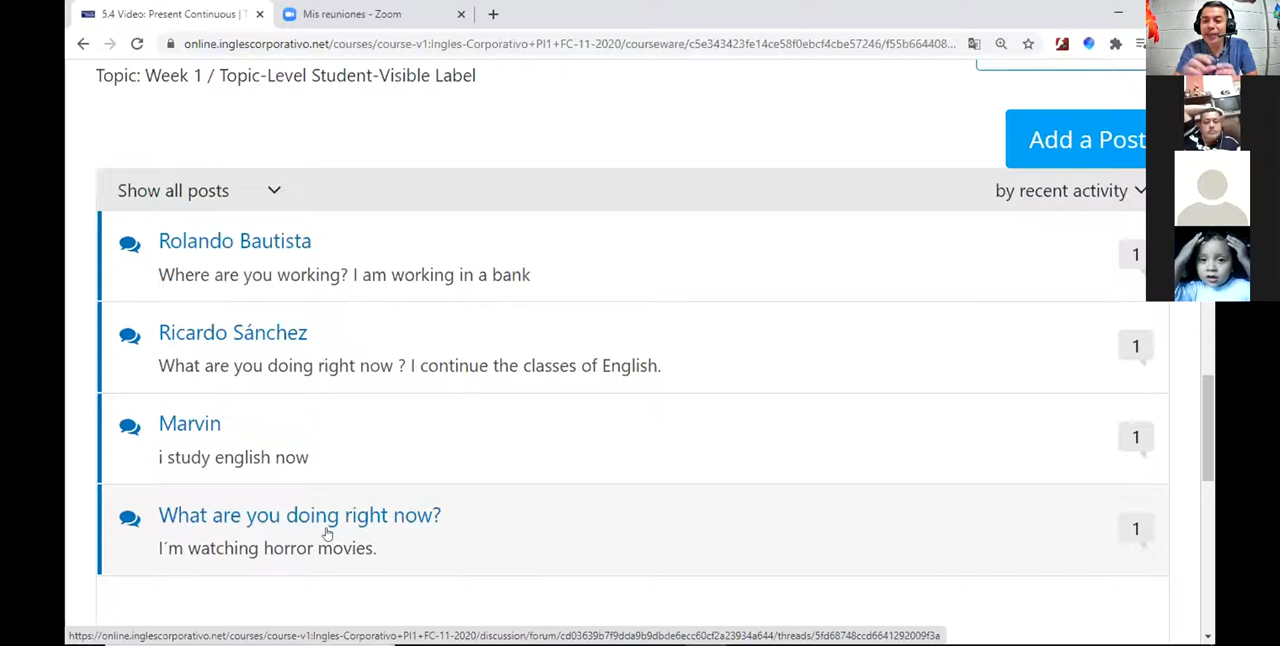 5.4 Video: Present Continuous | T
Mis reuniones - Zoom
online.inglescorporativo.net/courses/course-v1:Ingles-Corporativo+PI1+FC-11-2020/courseware/c5e343423fe14ce58f0ebcf4cbe57246/f55b664408...
Topic: Week 1 / Topic-Level Student-Visible Label
Add a Post
Show all posts
by recent activity
Rolando Bautista
1
Where are you working? I am working in a bank
Ricardo Sánchez
1
What are you doing right now ? I continue the classes of English.
Marvin
1
i study english now
What are you doing right now?
1
I´m watching horror movies.
https://online.inglescorporativo.net/courses/course-v1:Ingles-Corporativo+PI1+FC-11-2020/discussion/forum/cd03639b7f9dda9b9dbde6ecc60cf2a23934a644/threads/5fd68748ccd6641292009f3a